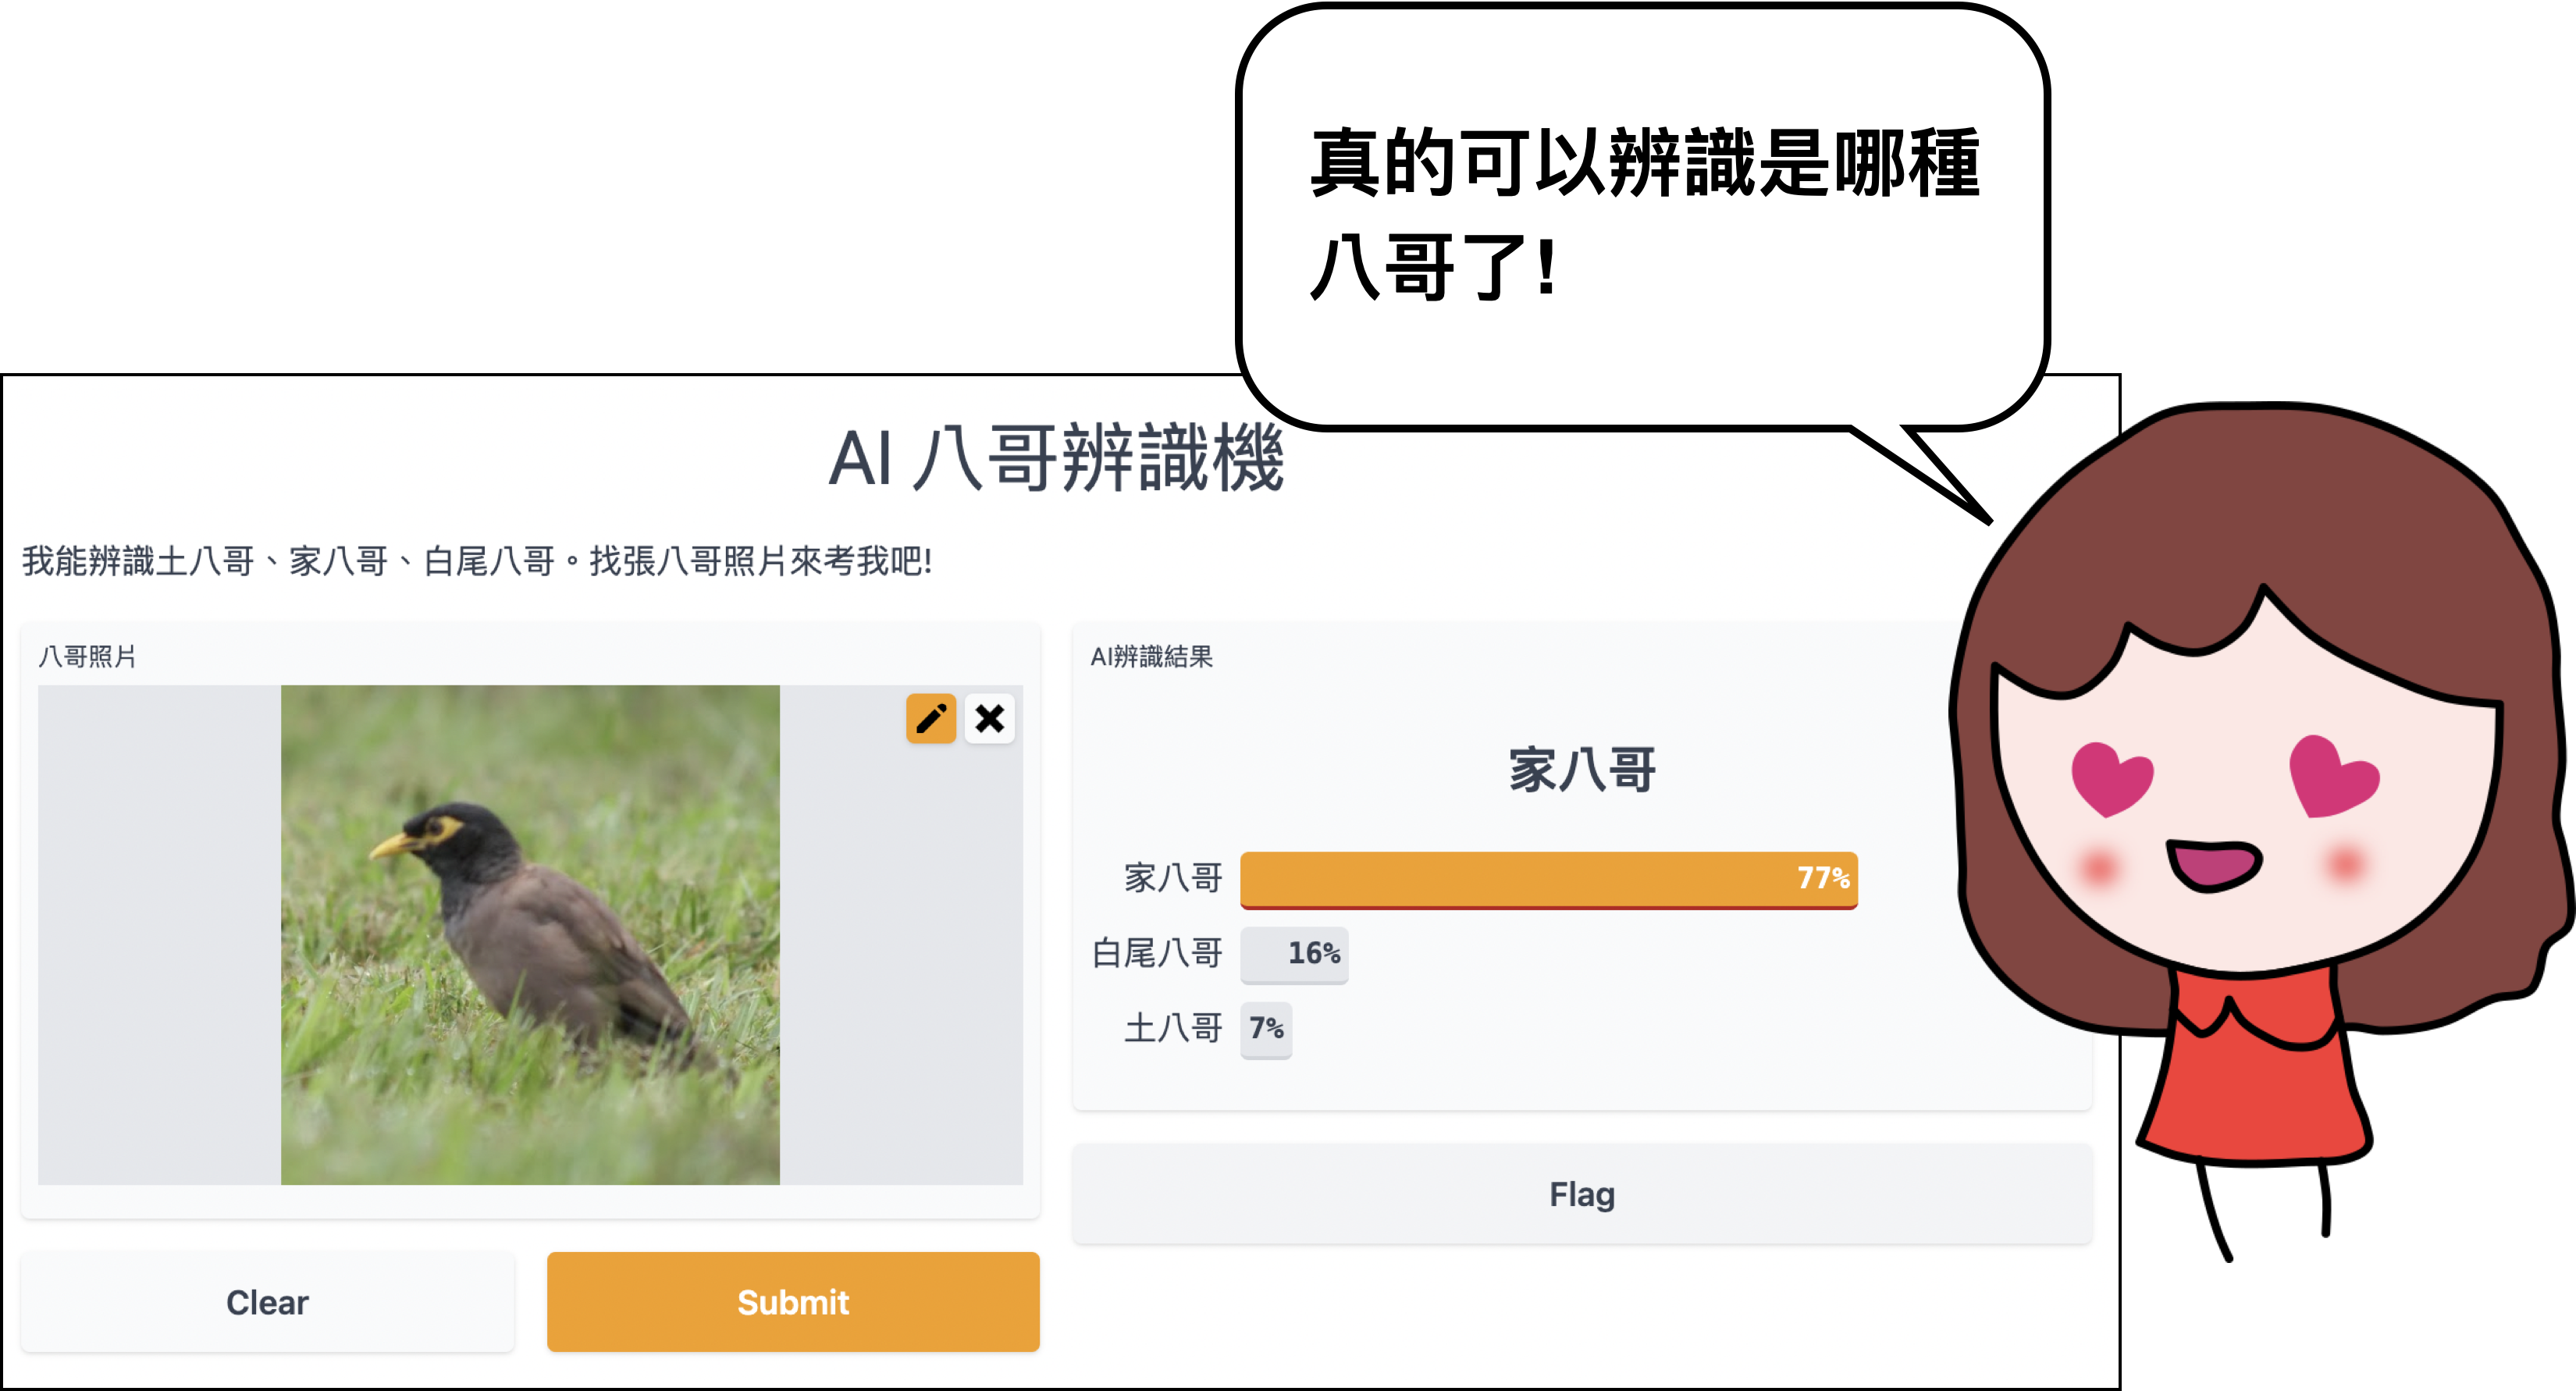 真的可以辨識是哪種
八哥了!
AI 八哥辨識機
我能辨識土八哥、家八哥、白尾八哥。找張八哥照片來考我吧!
八哥照片
AI辨識結果
家八哥
家八哥 77%
白尾八哥 16%
土八哥 7%
Flag
Clear
Submit